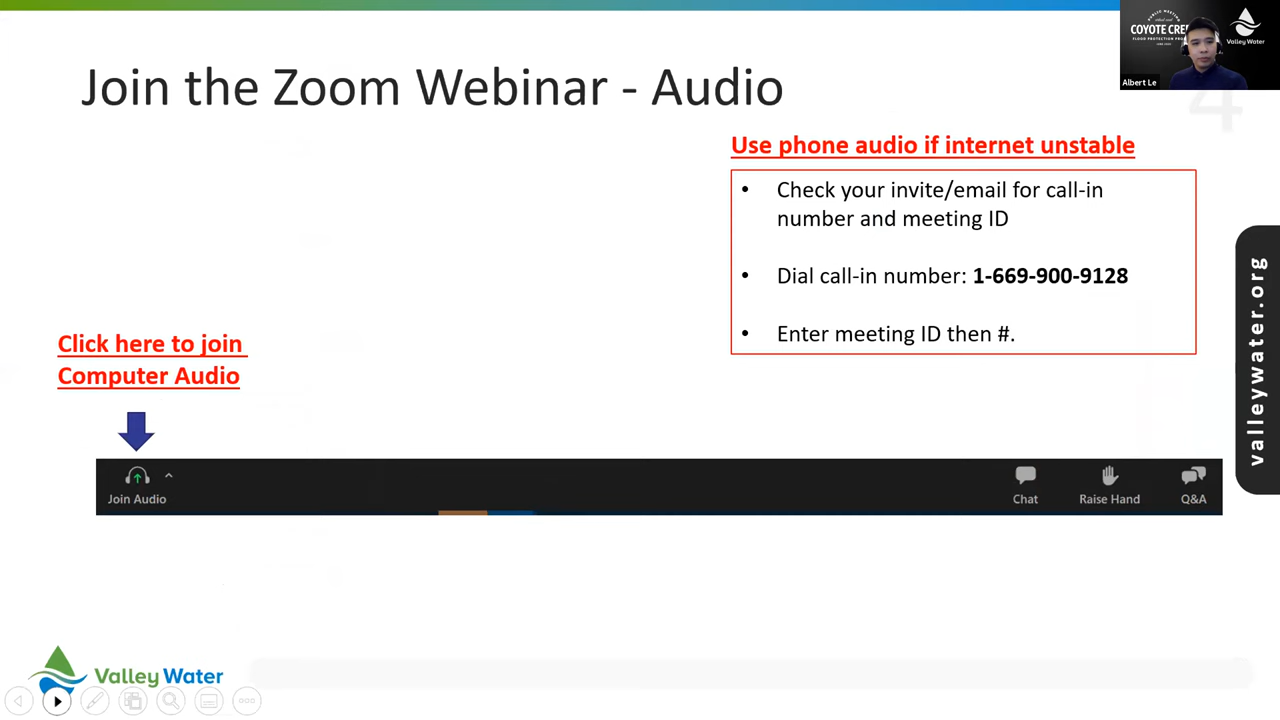 Join the Zoom Webinar - Audio
COYOTE CRE
Valley Water
Albert Le
4
Use phone audio if internet unstable
• Check your invite/email for call-in
number and meeting ID
• Dial call-in number: 1-669-900-9128
• Enter meeting ID then #.
valleywater.org
Click here to join
Computer Audio
Join Audio
Chat
Raise Hand
Q&A
Valley Water